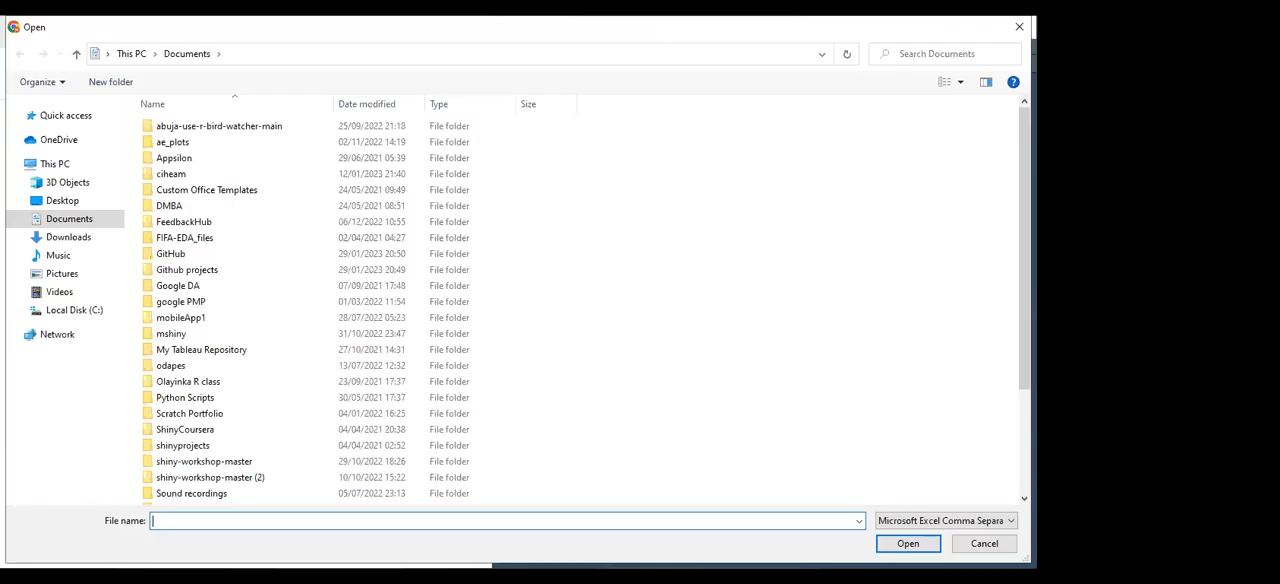 Open
This PC > Documents >
Search Documents
Organize
New folder
Name
Date modified
Type
Size
Quick access
OneDrive
This PC
3D Objects
Desktop
Documents
Downloads
Music
Pictures
Videos
Local Disk (C:)
Network
abuja-use-r-bird-watcher-main 25/09/2022 21:18 File folder
ae_plots 02/11/2022 14:19 File folder
Appsilon 29/06/2021 05:39 File folder
ciheam 12/01/2023 21:40 File folder
Custom Office Templates 24/05/2021 09:49 File folder
DMBA 24/05/2021 08:51 File folder
FeedbackHub 06/12/2022 10:55 File folder
FIFA-EDA_files 02/04/2021 04:27 File folder
GitHub 29/01/2023 20:50 File folder
Github projects 29/01/2023 20:49 File folder
Google DA 07/09/2021 17:48 File folder
google PMP 01/03/2022 11:54 File folder
mobileApp1 28/07/2022 05:23 File folder
mshiny 31/10/2022 23:47 File folder
My Tableau Repository 27/10/2021 14:31 File folder
odapes 13/07/2022 12:32 File folder
Olayinka R class 23/09/2021 17:37 File folder
Python Scripts 30/05/2021 17:37 File folder
Scratch Portfolio 04/01/2022 16:25 File folder
ShinyCoursera 04/04/2021 20:38 File folder
shinyprojects 04/04/2021 02:52 File folder
shiny-workshop-master 29/10/2022 18:26 File folder
shiny-workshop-master (2) 10/10/2022 15:22 File folder
Sound recordings 05/07/2022 23:13 File folder
File name:
Microsoft Excel Comma Separa
Open
Cancel